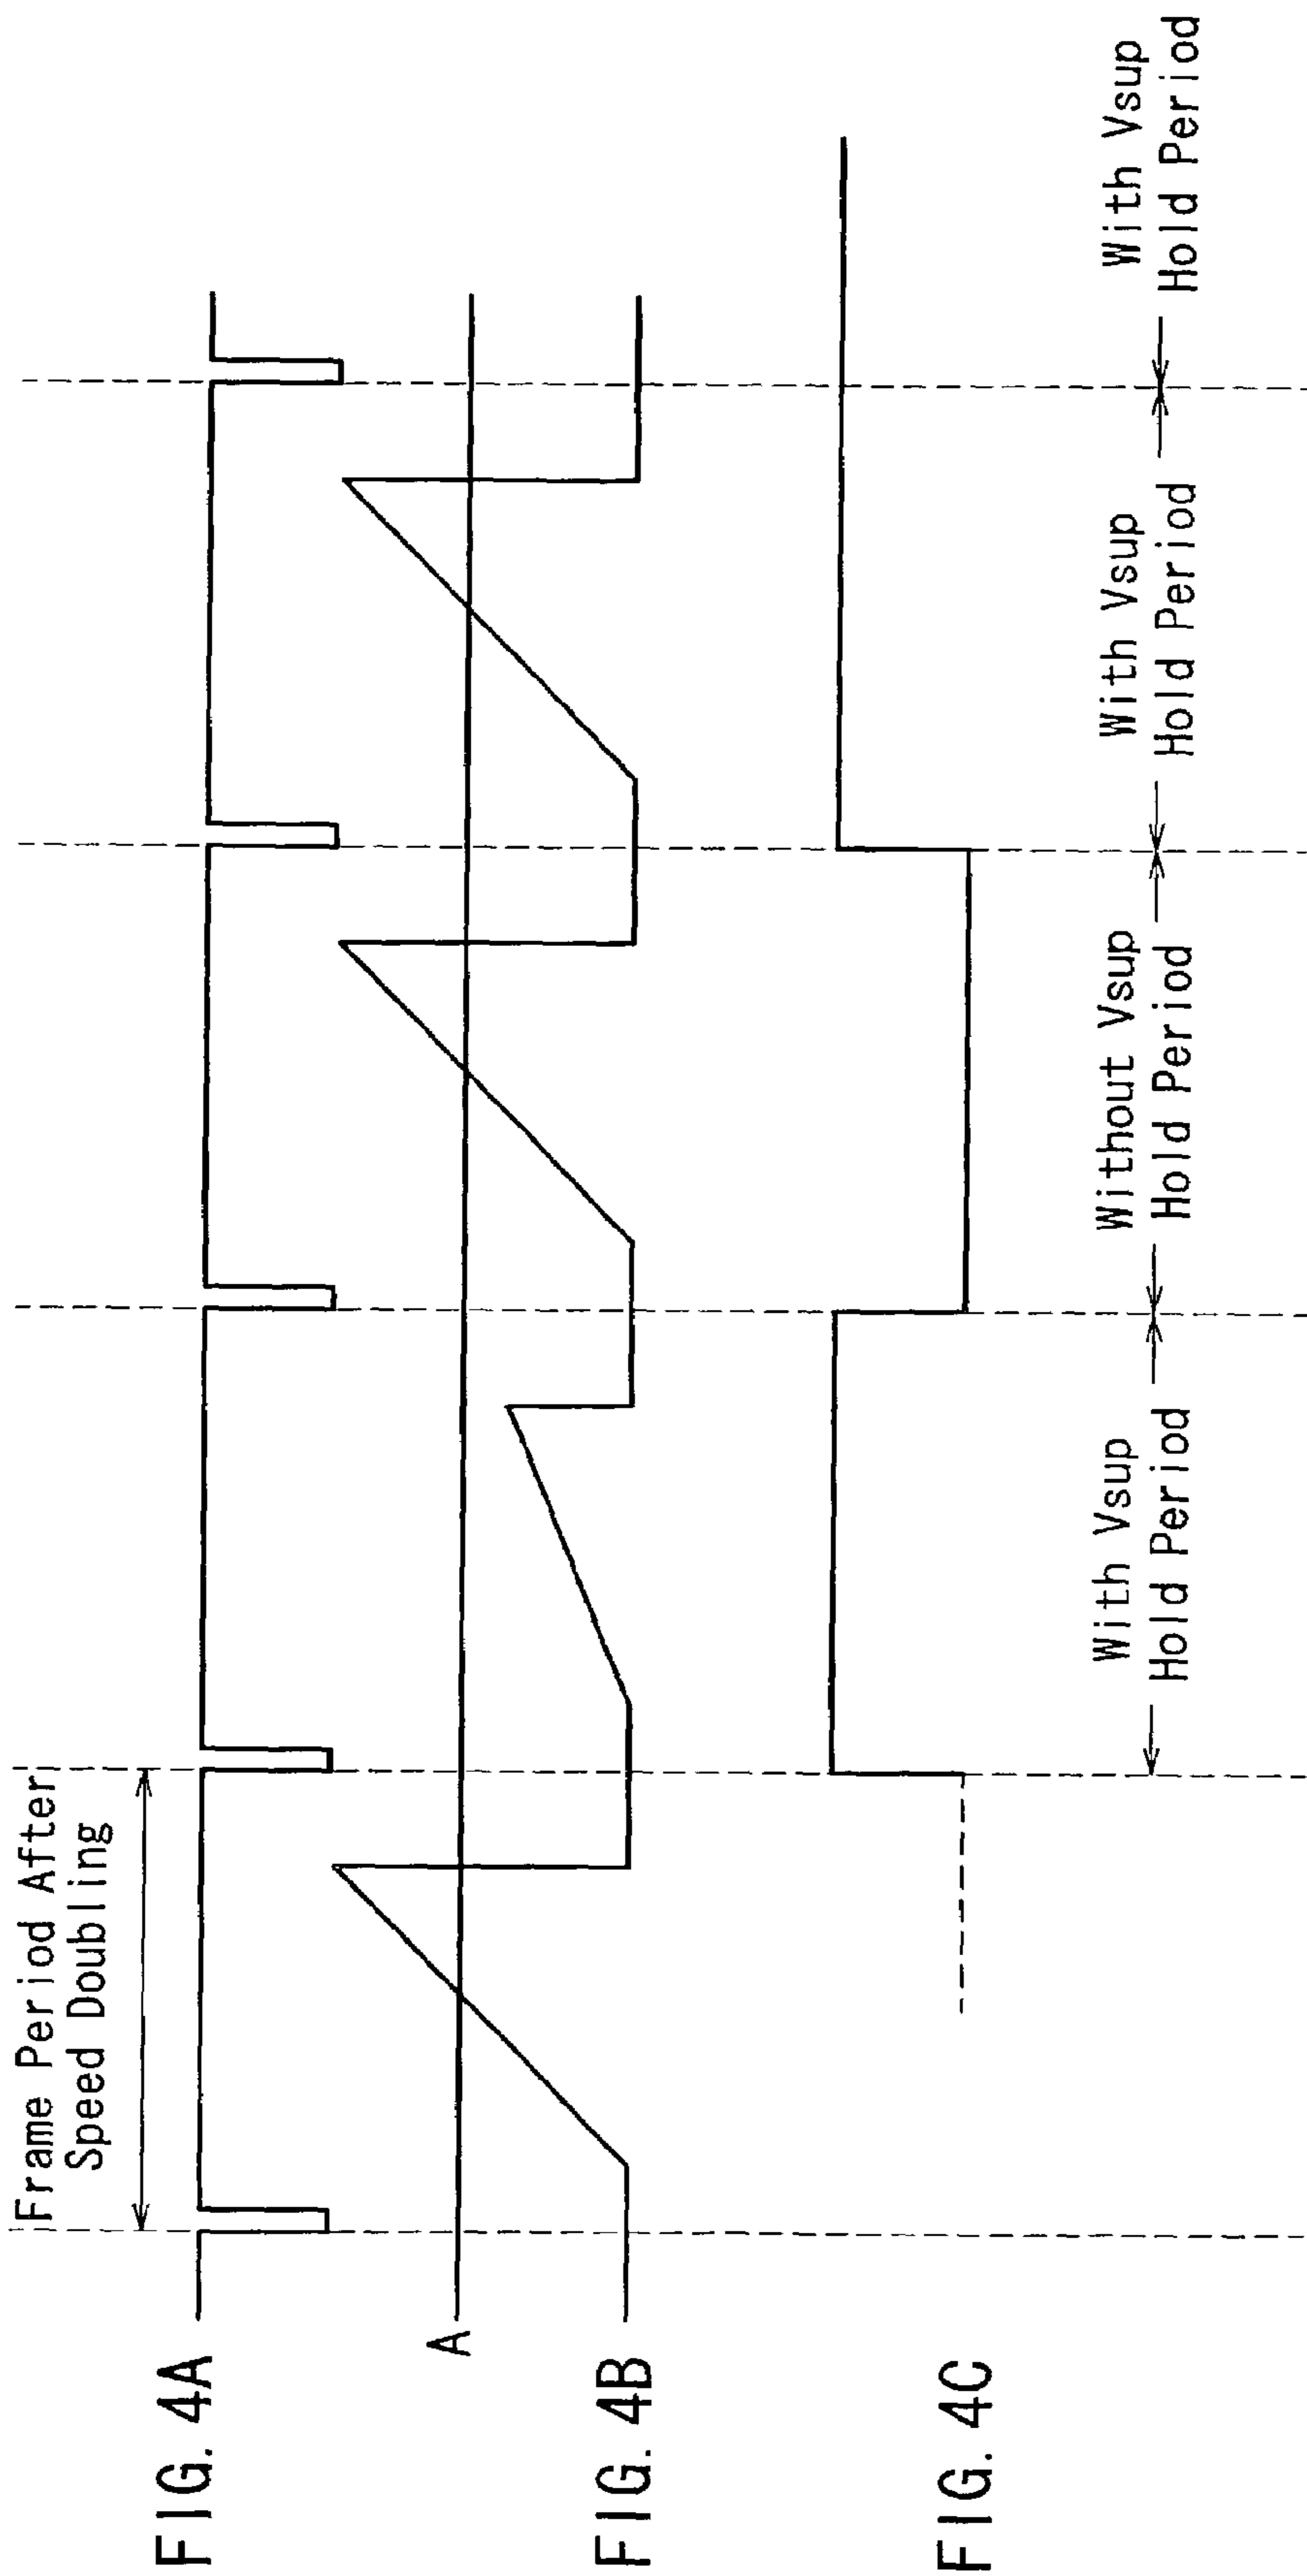 Frame Period After
Speed Doubling
FIG. 4A
A
FIG. 4B
FIG. 4C
With Vsup
Hold Period
Without Vsup
Hold Period
With Vsup
Hold Period
With Vsup
Hold Period